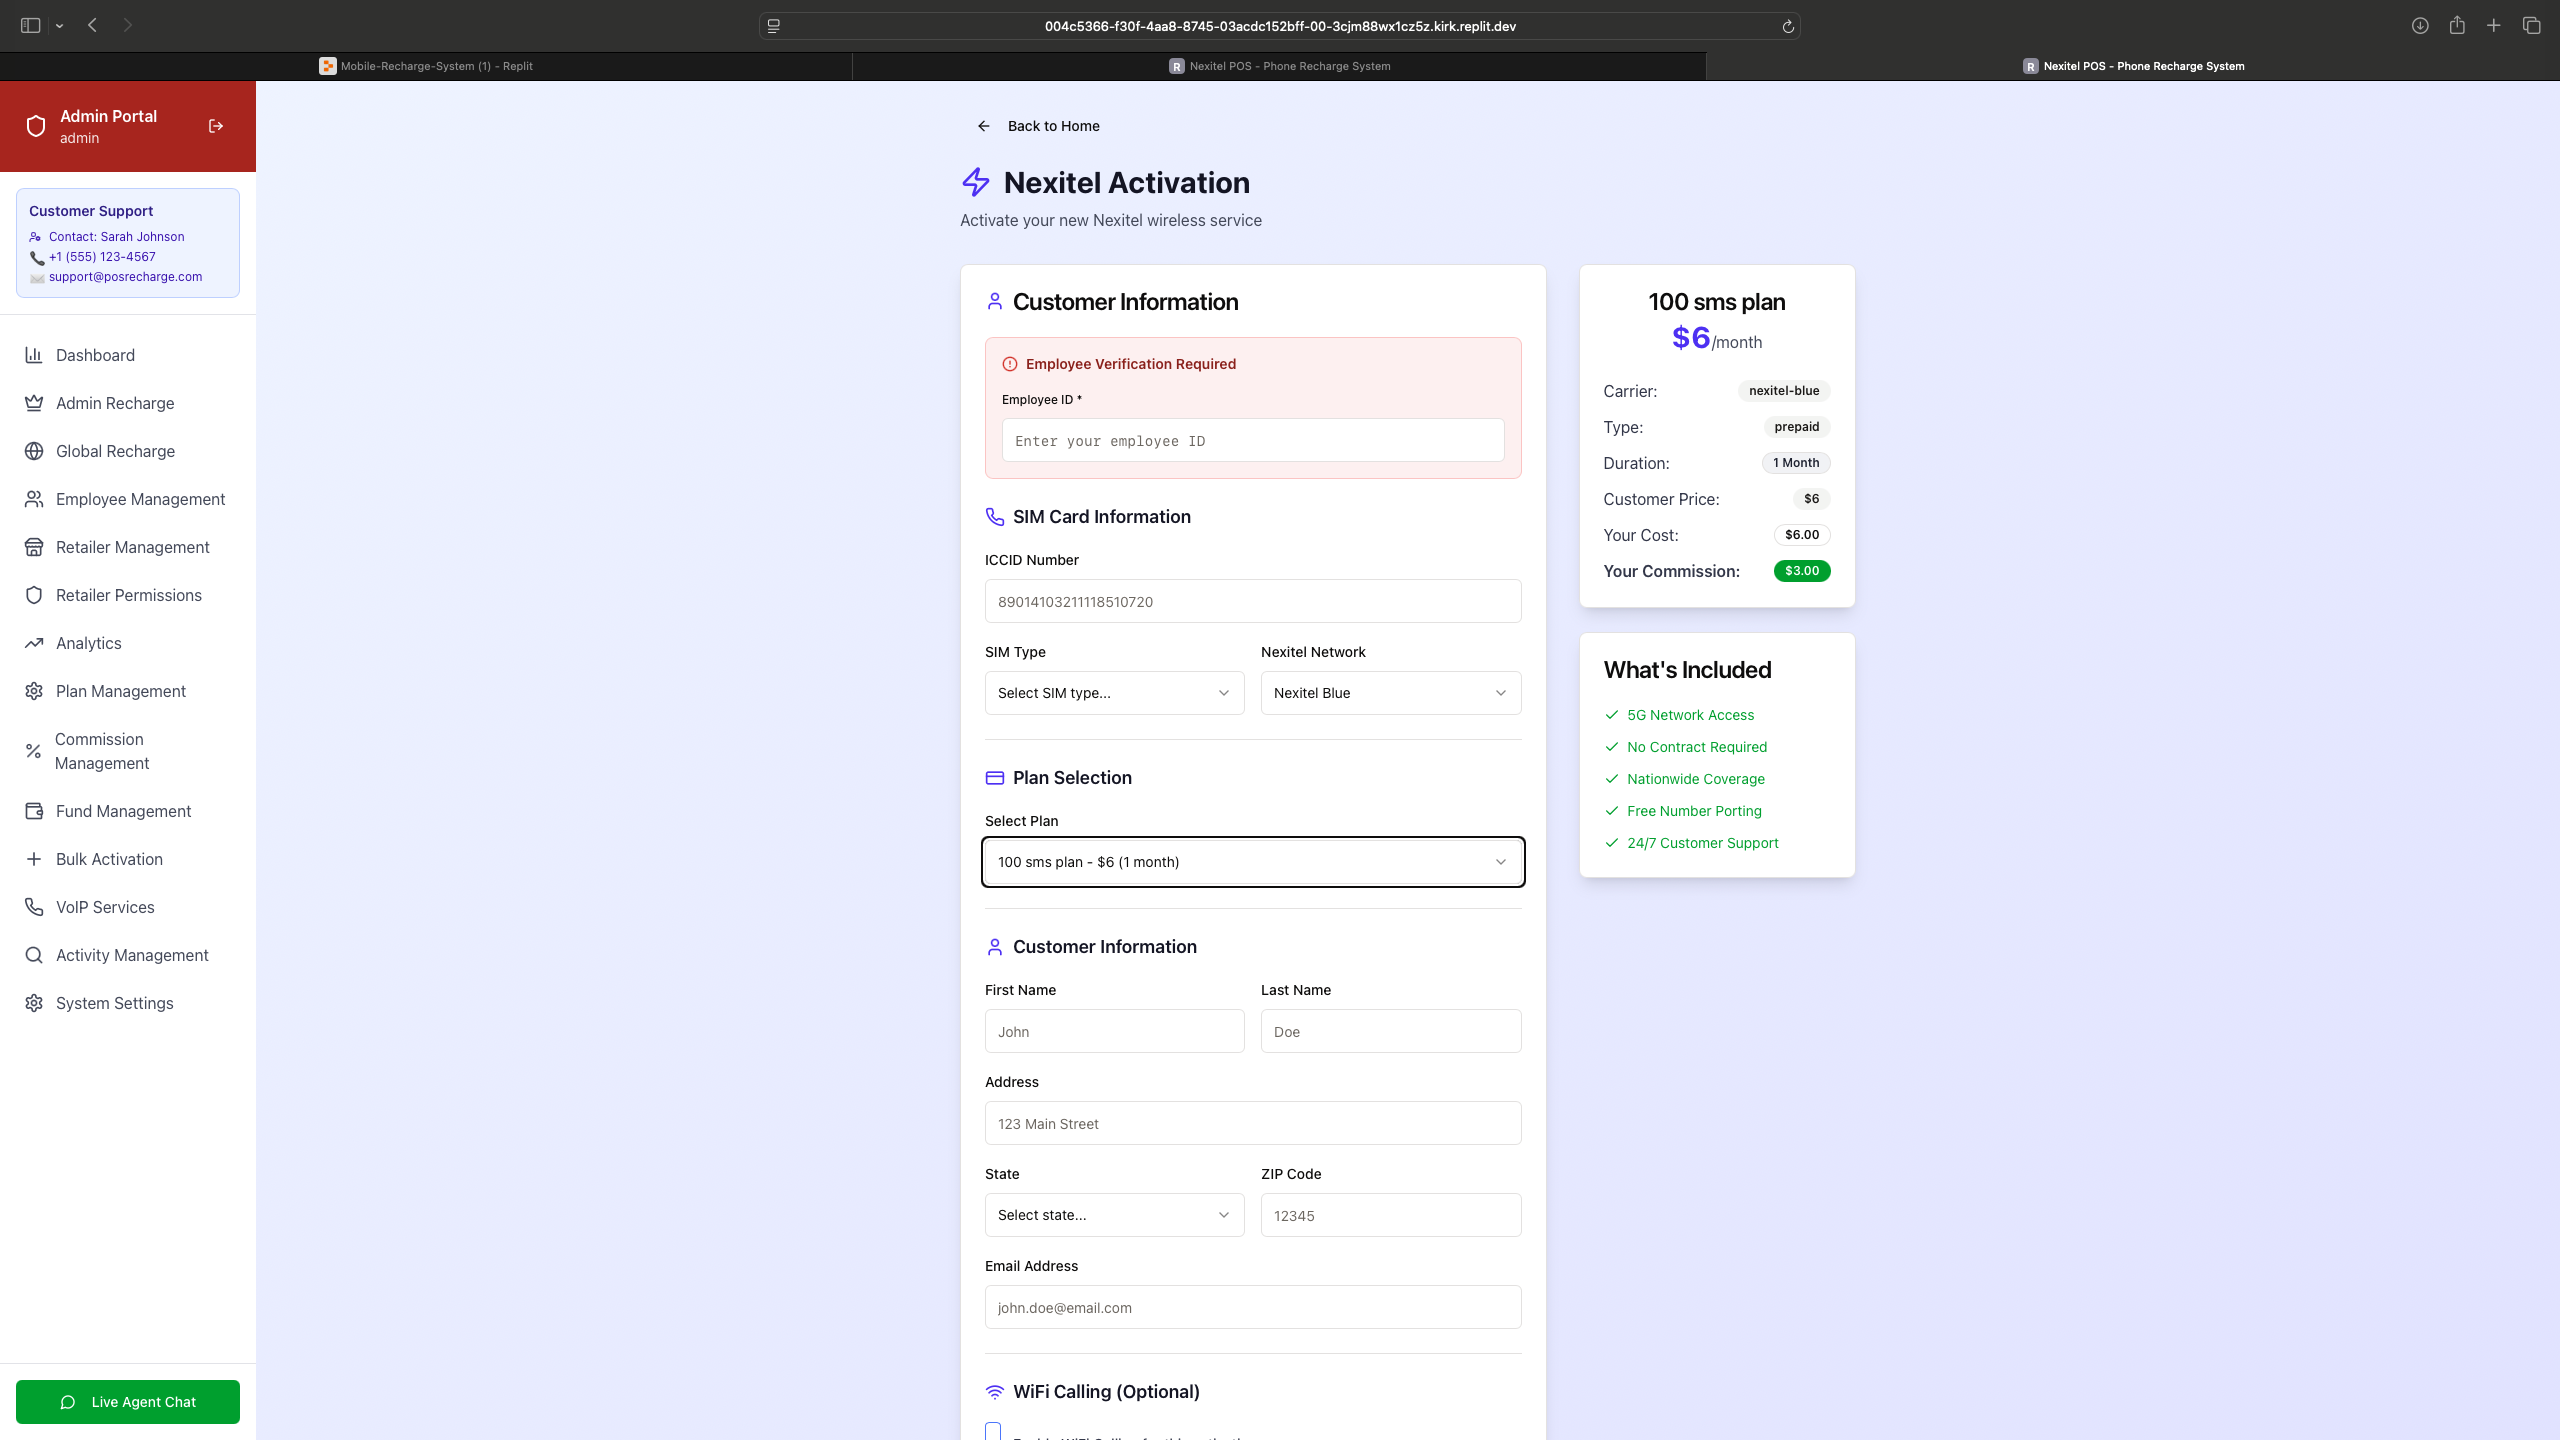 004c5366-f30f-4aa8-8745-03acdc152bff-00-3cjm88wx1cz5z.kirk.replit.dev
Mobile-Recharge-System (1) - Replit
R Nexitel POS - Phone Recharge System
R Nexitel POS - Phone Recharge System
Admin Portal
admin
Customer Support
Contact: Sarah Johnson
+1 (555) 123-4567
support@posrecharge.com
Dashboard
Admin Recharge
Global Recharge
Employee Management
Retailer Management
Retailer Permissions
Analytics
Plan Management
Commission
Management
Fund Management
Bulk Activation
VoIP Services
Activity Management
System Settings
Live Agent Chat
Back to Home
Nexitel Activation
Activate your new Nexitel wireless service
Customer Information
Employee Verification Required
Employee ID *
Enter your employee ID
SIM Card Information
ICCID Number
89014103211118510720
SIM Type
Nexitel Network
Select SIM type...
Nexitel Blue
Plan Selection
Select Plan
100 sms plan - $6 (1 month)
Customer Information
First Name
Last Name
John
Doe
Address
123 Main Street
State
ZIP Code
Select state...
12345
Email Address
john.doe@email.com
WiFi Calling (Optional)
100 sms plan
$6/month
Carrier: nexitel-blue
Type: prepaid
Duration: 1 Month
Customer Price: $6
Your Cost: $6.00
Your Commission: $3.00
What's Included
5G Network Access
No Contract Required
Nationwide Coverage
Free Number Porting
24/7 Customer Support